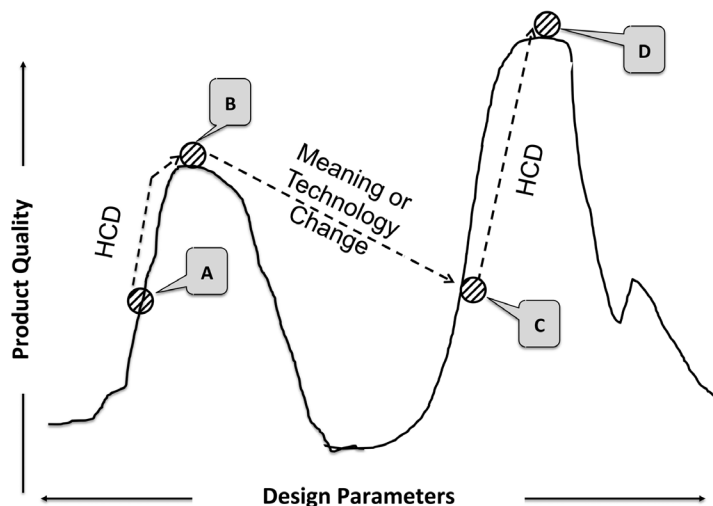 D
B
Meaning or
Technology
Change
HCD
HCD
A
C
Product Quality
Design Parameters